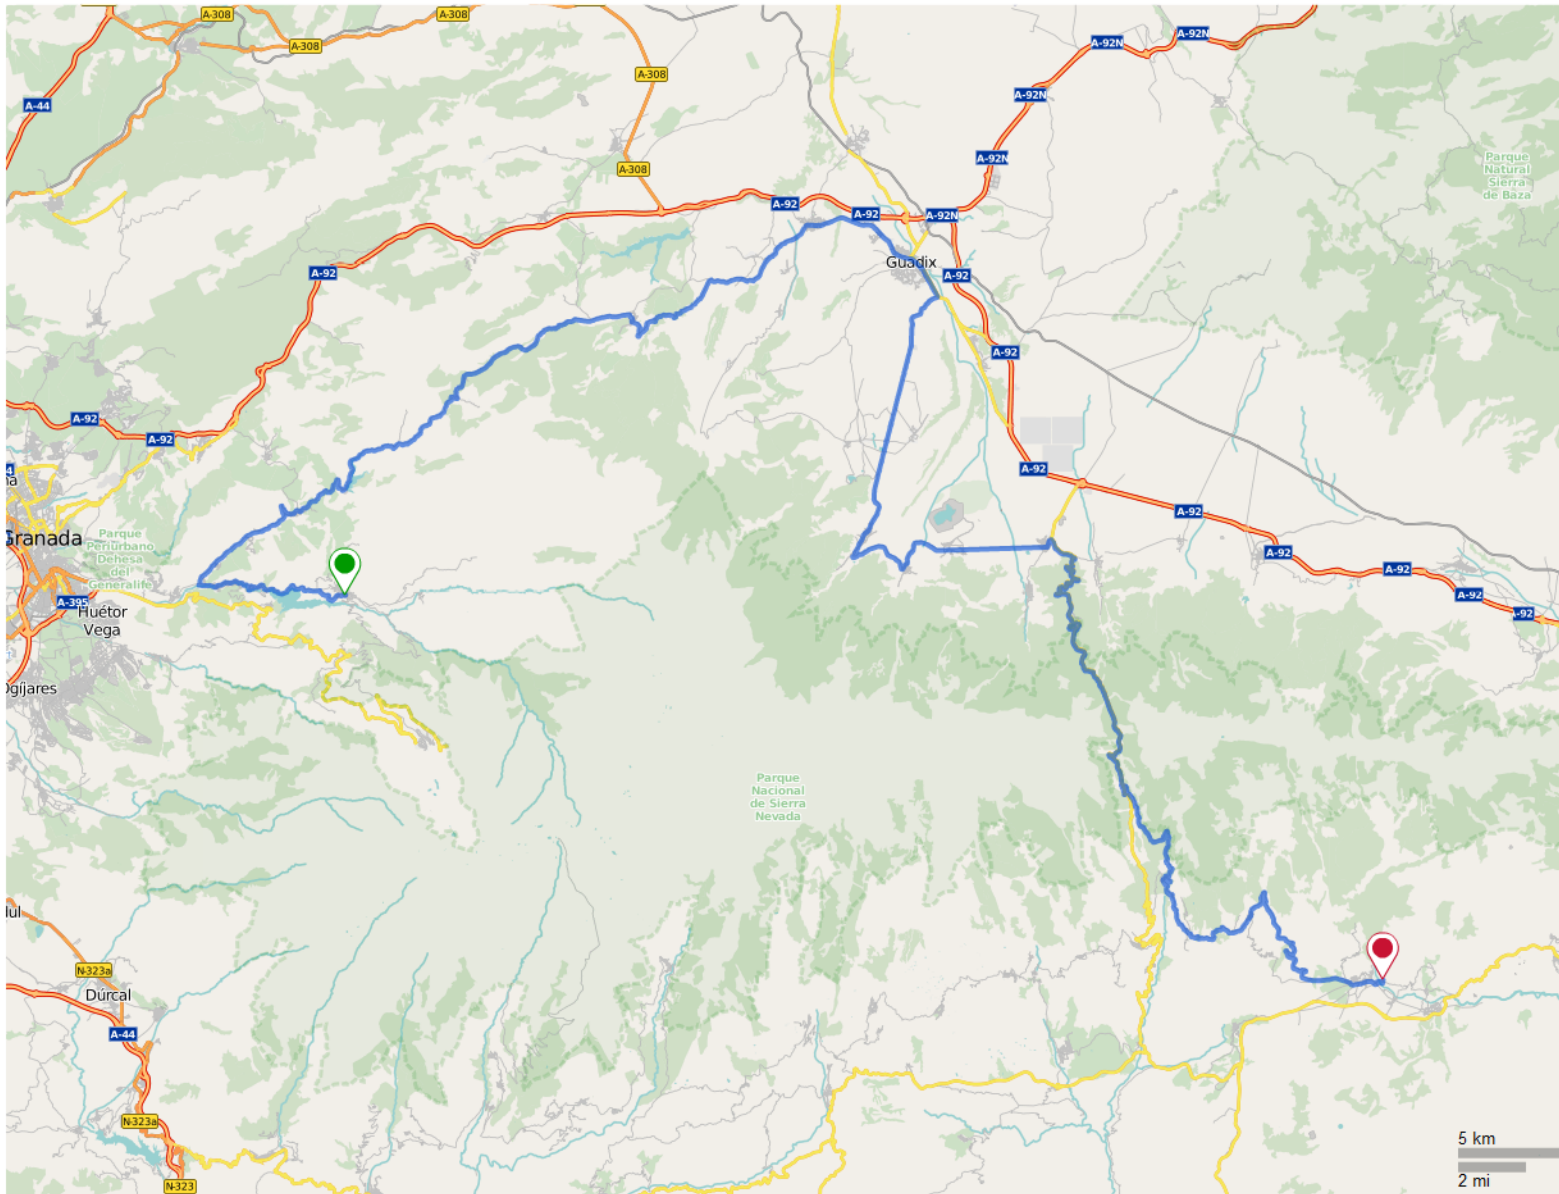 A-308
A-308
A-308
A-92N
A-92N
A-308
A-92N
A-44
A-92N
Parque
Natural
Sierra
de Baza
A-308
A-92
A-92
A-92N
Guadix
A-92
A-92
A-92
A-92
A-92
A-92
A-92
Granada
Parque
Periurbano
Dehesa
del
Generalife
A-92
A-92
A-92
A-395
Huétor
Vega
Parque
Nacional
de Sierra
Nevada
N-323a
Dúrcal
A-44
N-323a
5 km
2 mi
N-323